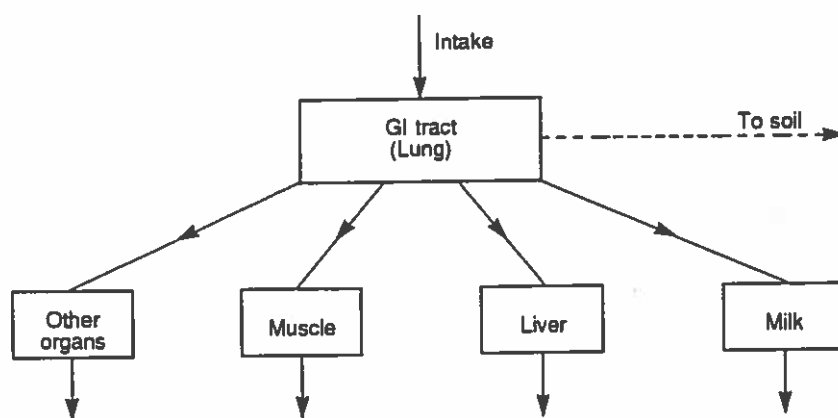 Intake
GI tract
(Lung)
To soil
Other
organs
Muscle
Liver
Milk